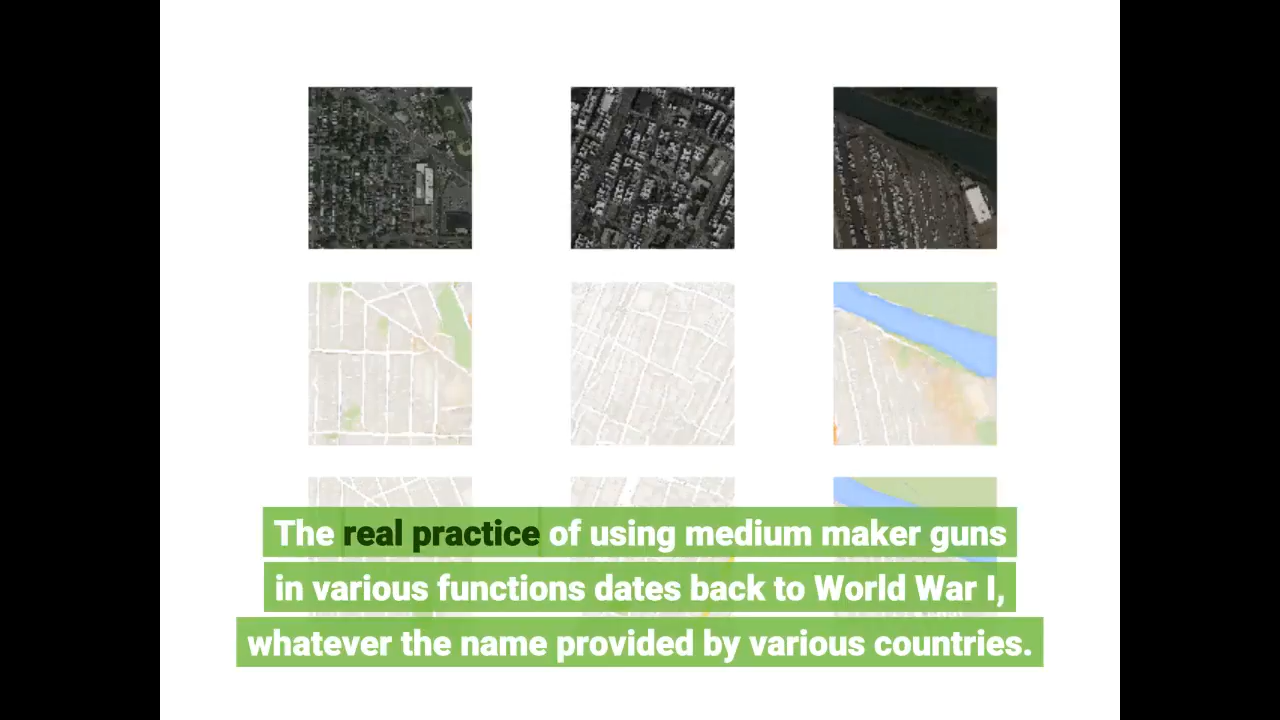 The real practice of using medium maker guns
in various functions dates back to World War I,
whatever the name provided by various countries.